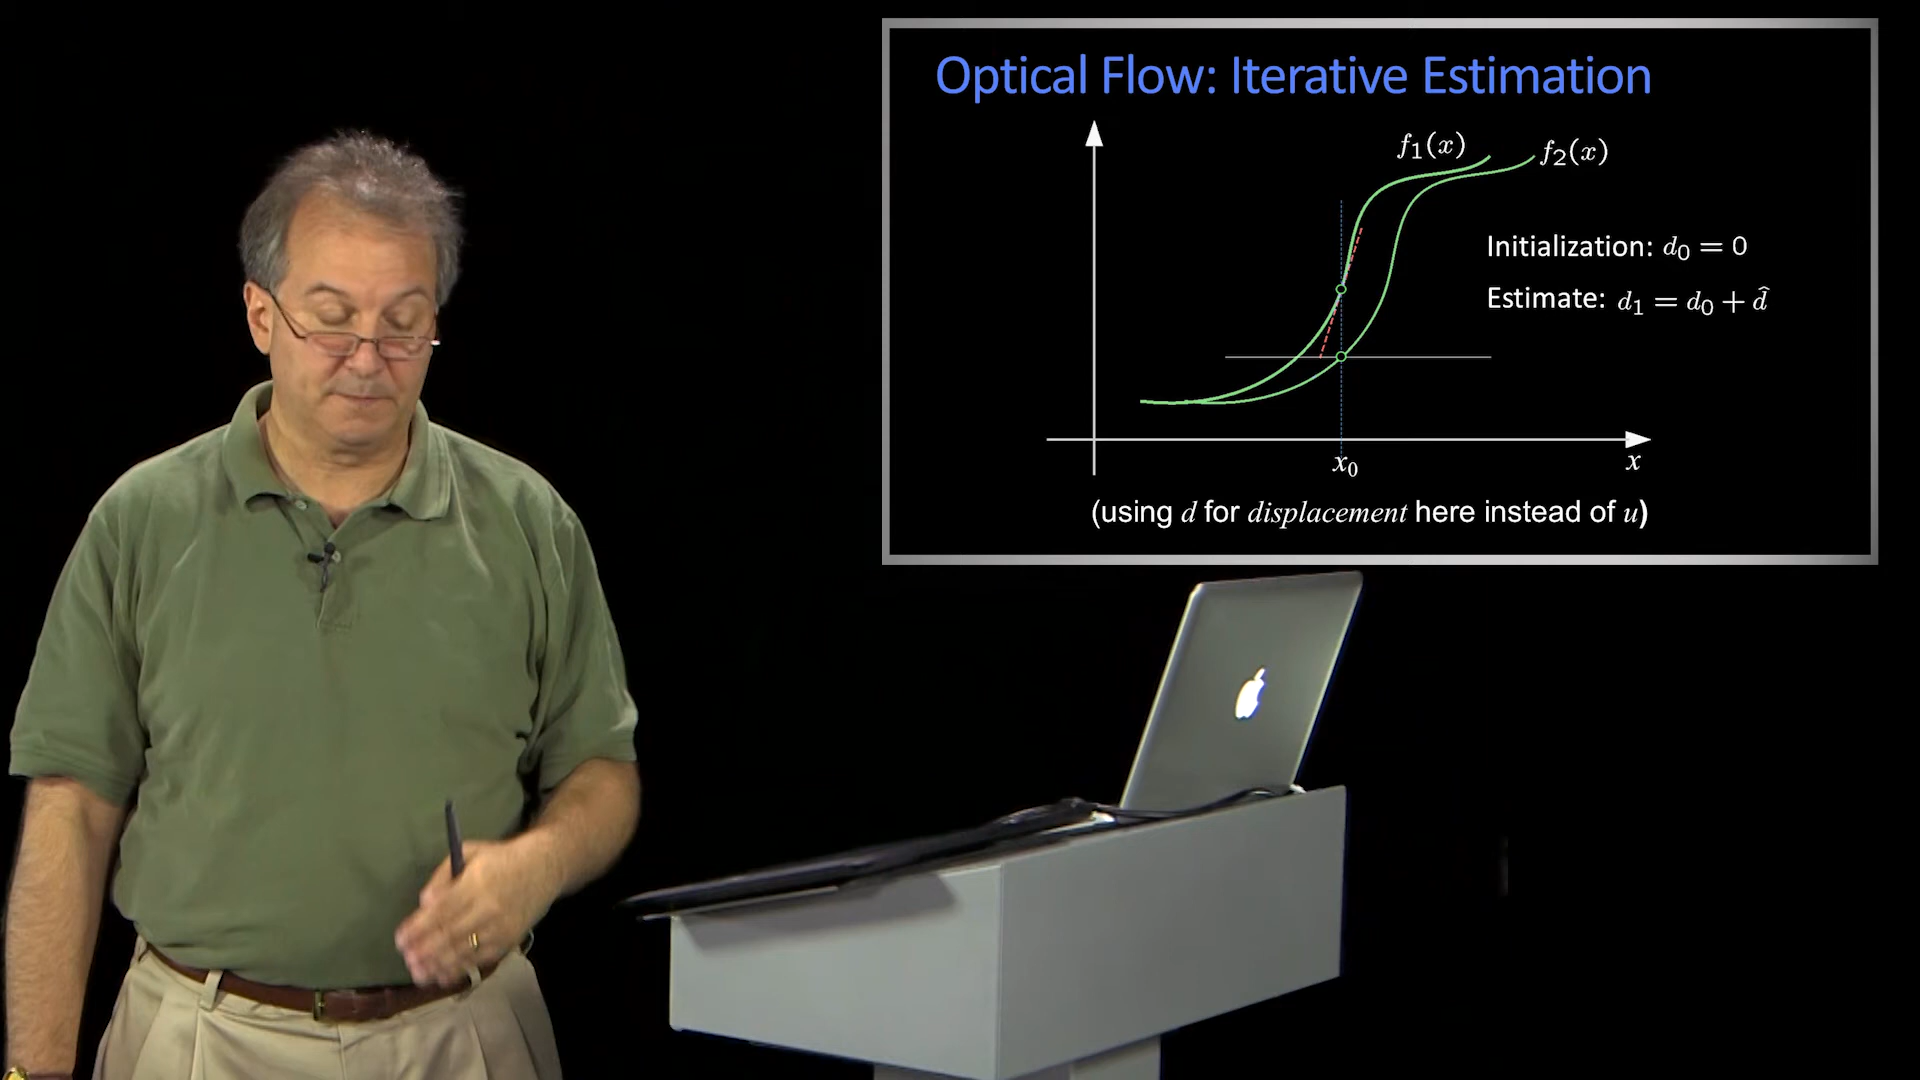 Optical Flow: Iterative Estimation
f₁(x)
f₂(x)
Initialization: d₀ = 0
Estimate: d₁ = d₀ + d̂
x₀
x
(using d for displacement here instead of u)